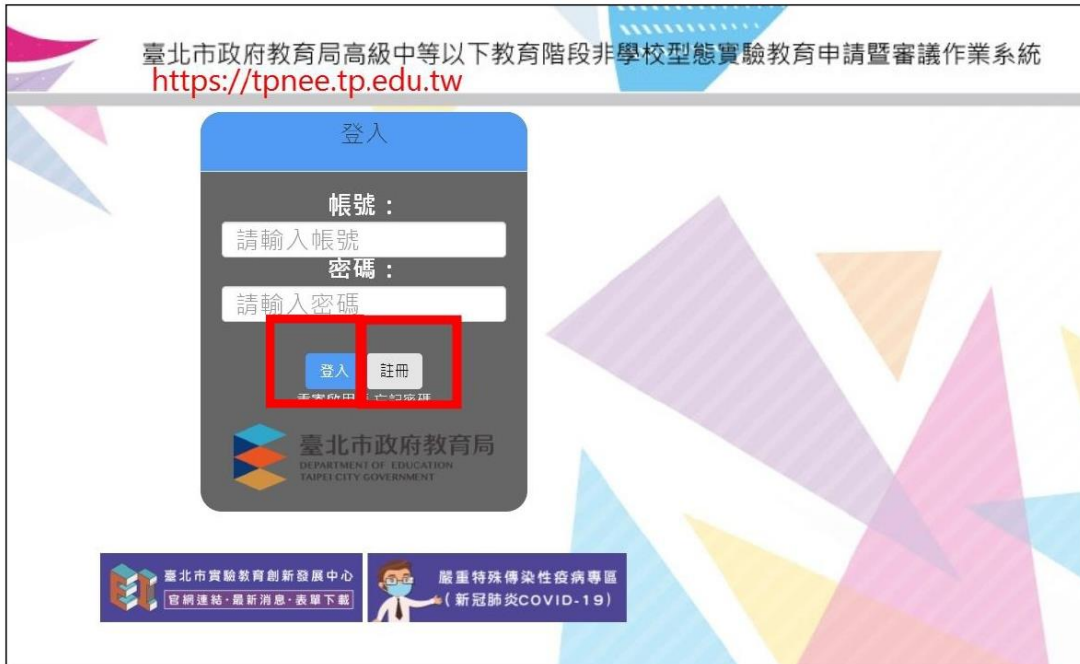 臺北市政府教育局高級中等以下教育階段非學校型態實驗教育申請暨審議作業系統
https://tpnee.tp.edu.tw
登入
帳號：
請輸入帳號
密碼：
請輸入密碼
登入 註冊
忘記密碼
臺北市政府教育局
DEPARTMENT OF EDUCATION
TAIPEI CITY GOVERNMENT
臺北市實驗教育創新發展中心
官網連結·最新消息·表單下載
嚴重特殊傳染性疫病專區
(新冠肺炎COVID-19)